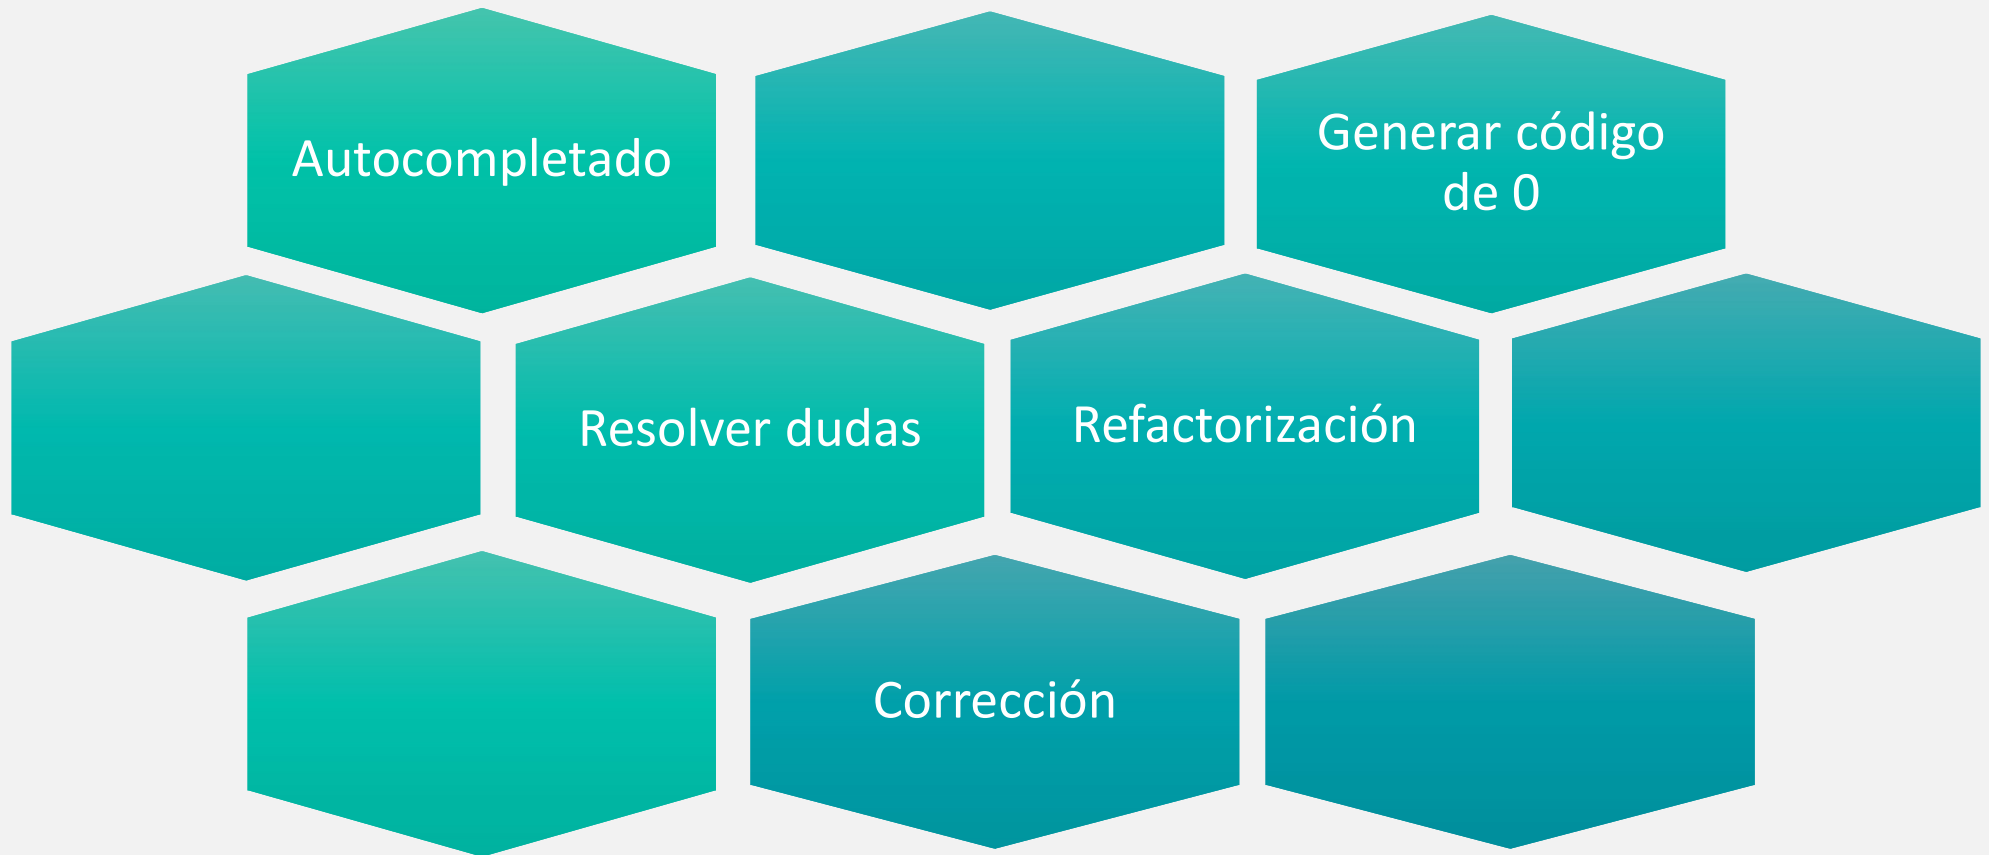 Autocompletado
Generar código
de 0
Resolver dudas
Refactorización
Corrección